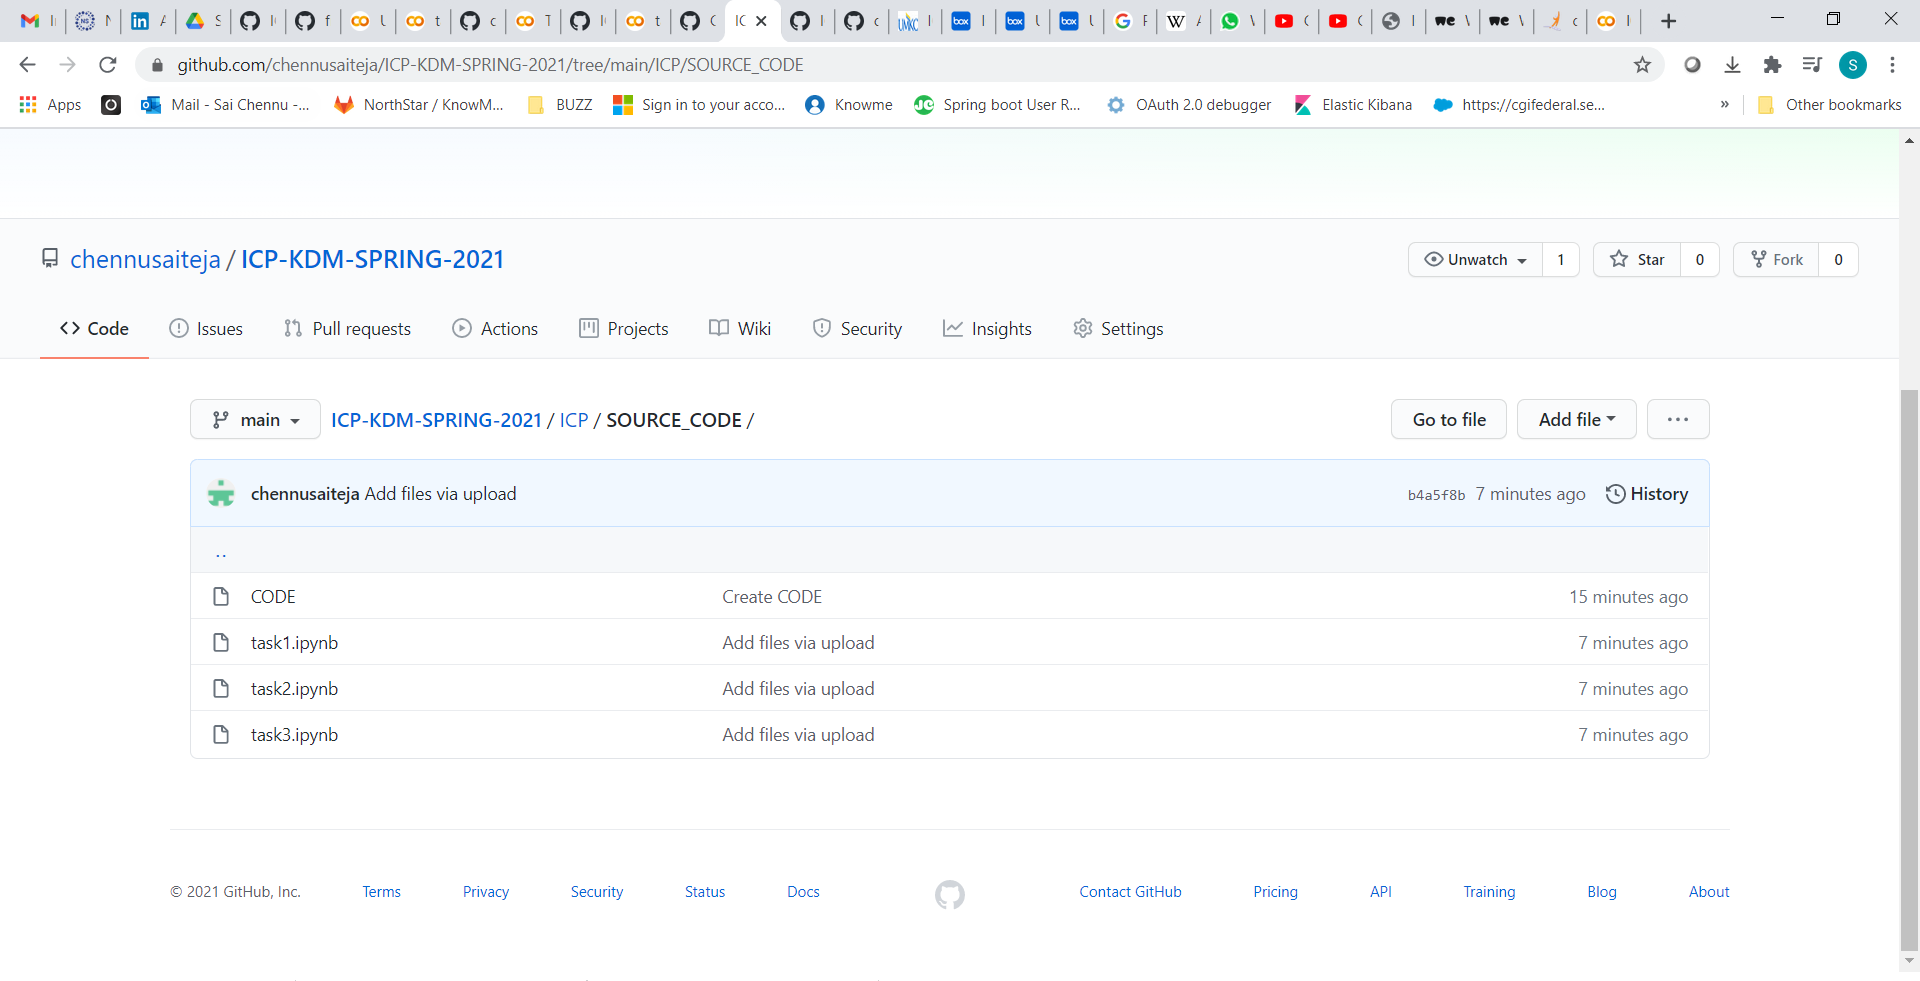 github.com/chennusaiteja/ICP-KDM-SPRING-2021/tree/main/ICP/SOURCE_CODE
S
Apps Mail - Sai Chennu -... NorthStar / KnowM... BUZZ Sign in to your acco... Knowme Spring boot User R... OAuth 2.0 debugger Elastic Kibana https://cgifederal.se... » Other bookmarks
chennusaiteja / ICP-KDM-SPRING-2021 Unwatch 1 Star 0 Fork 0
Code Issues Pull requests Actions Projects Wiki Security Insights Settings
main ICP-KDM-SPRING-2021 / ICP / SOURCE_CODE / Go to file Add file ...
chennusaiteja Add files via upload b4a5f8b 7 minutes ago History
..
CODE Create CODE 15 minutes ago
task1.ipynb Add files via upload 7 minutes ago
task2.ipynb Add files via upload 7 minutes ago
task3.ipynb Add files via upload 7 minutes ago
© 2021 GitHub, Inc. Terms Privacy Security Status Docs Contact GitHub Pricing API Training Blog About